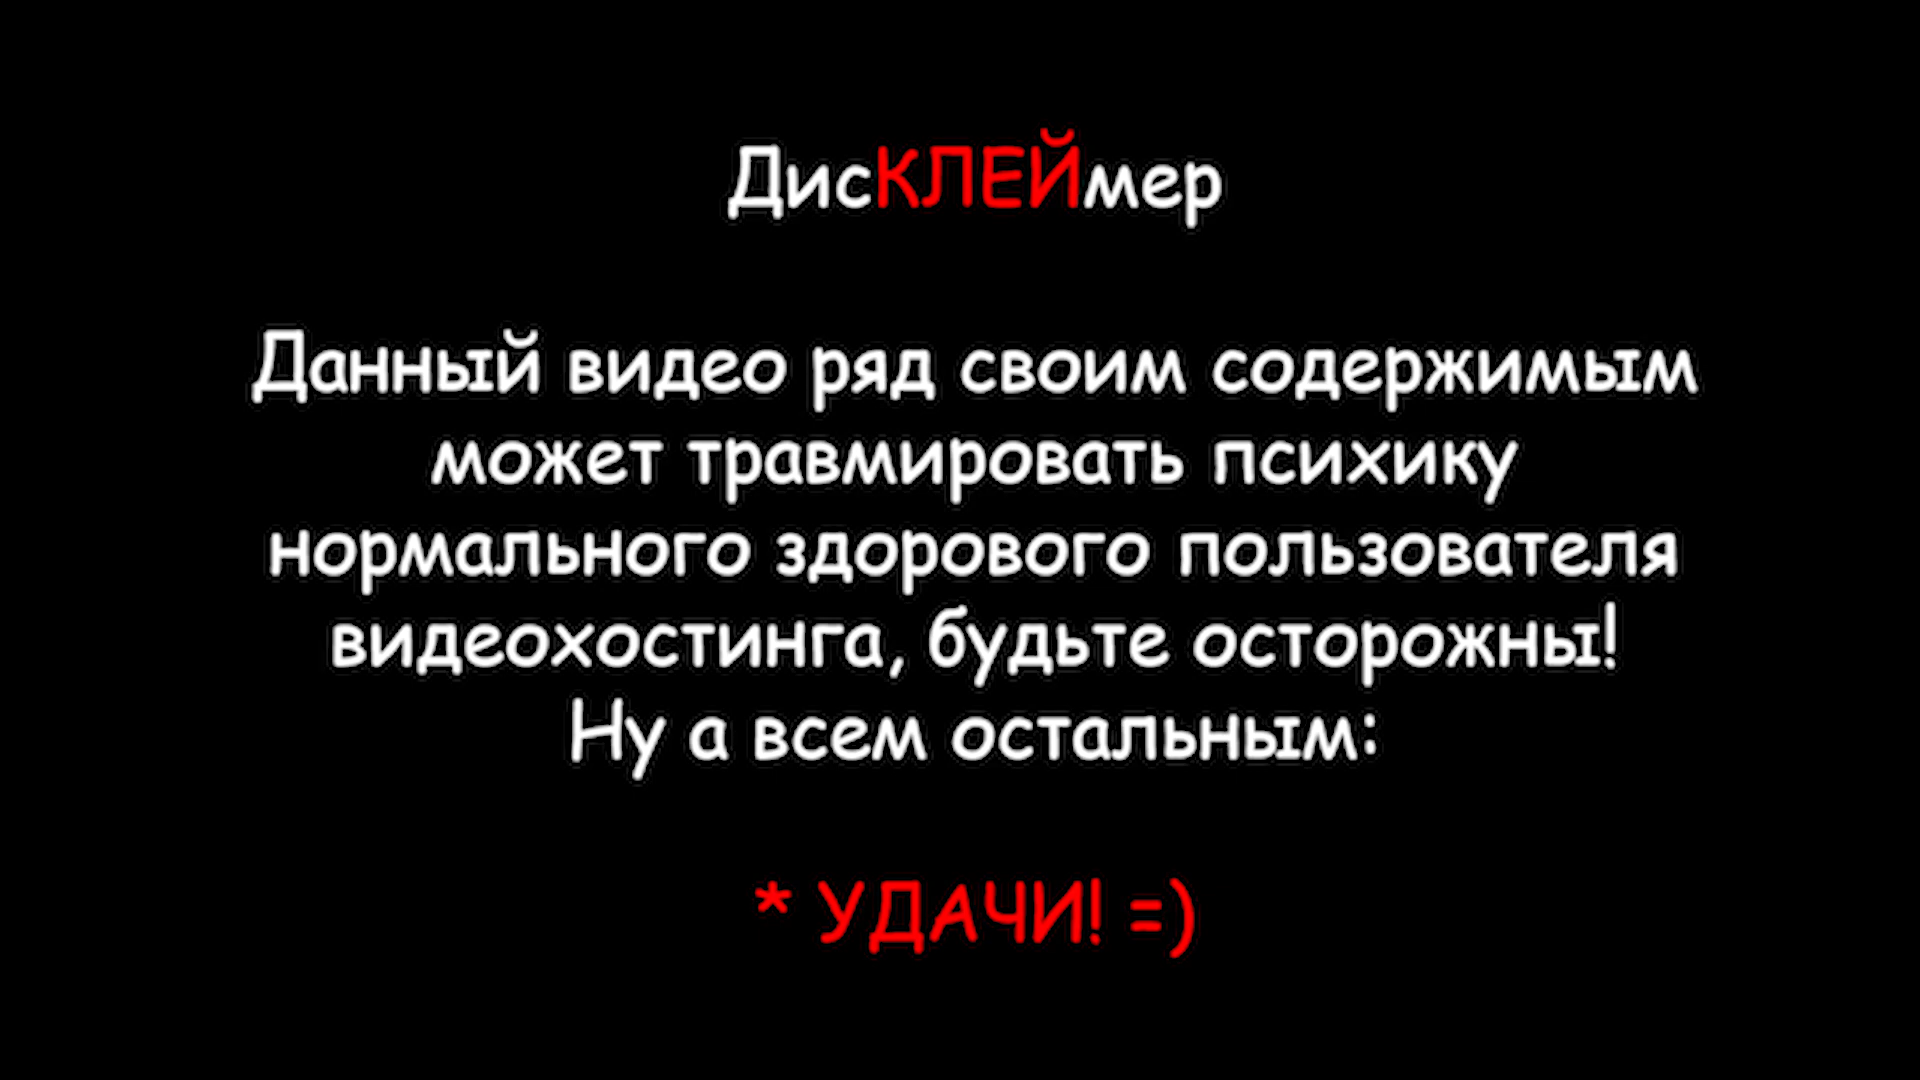 ДисКЛЕЙмер
Данный видео ряд своим содержимым
может травмировать психику
нормального здорового пользователя
видеохостинга, будьте осторожны!
Ну а всем остальным:
* УДАЧИ! =)